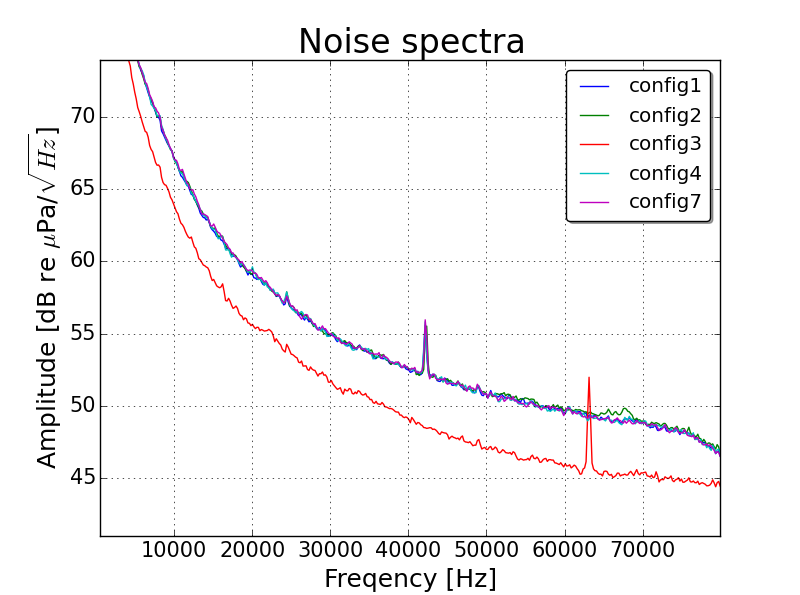 Noise spectra
Amplitude [dB re μPa/√Hz]
70
65
60
55
50
45
config1
config2
config3
config4
config7
10000 20000 30000 40000 50000 60000 70000
Freqency [Hz]